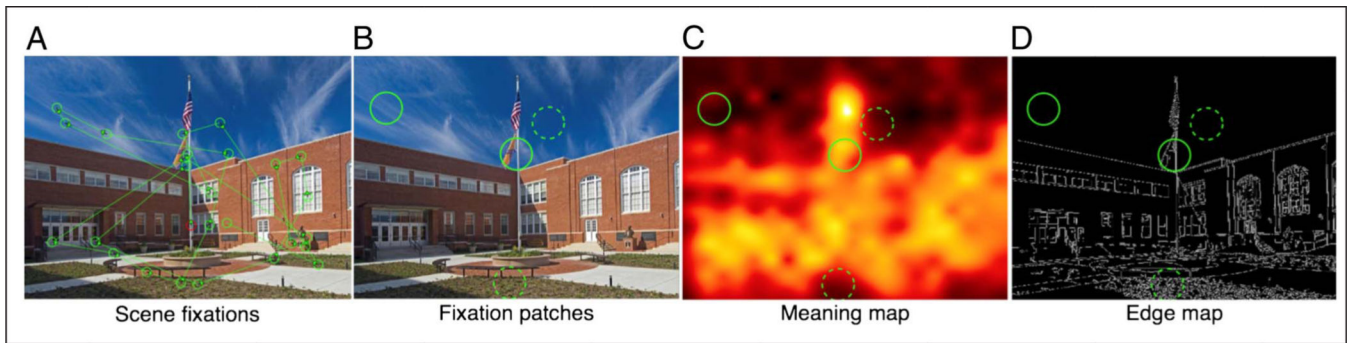 A
B
C
D
Scene fixations
Fixation patches
Meaning map
Edge map